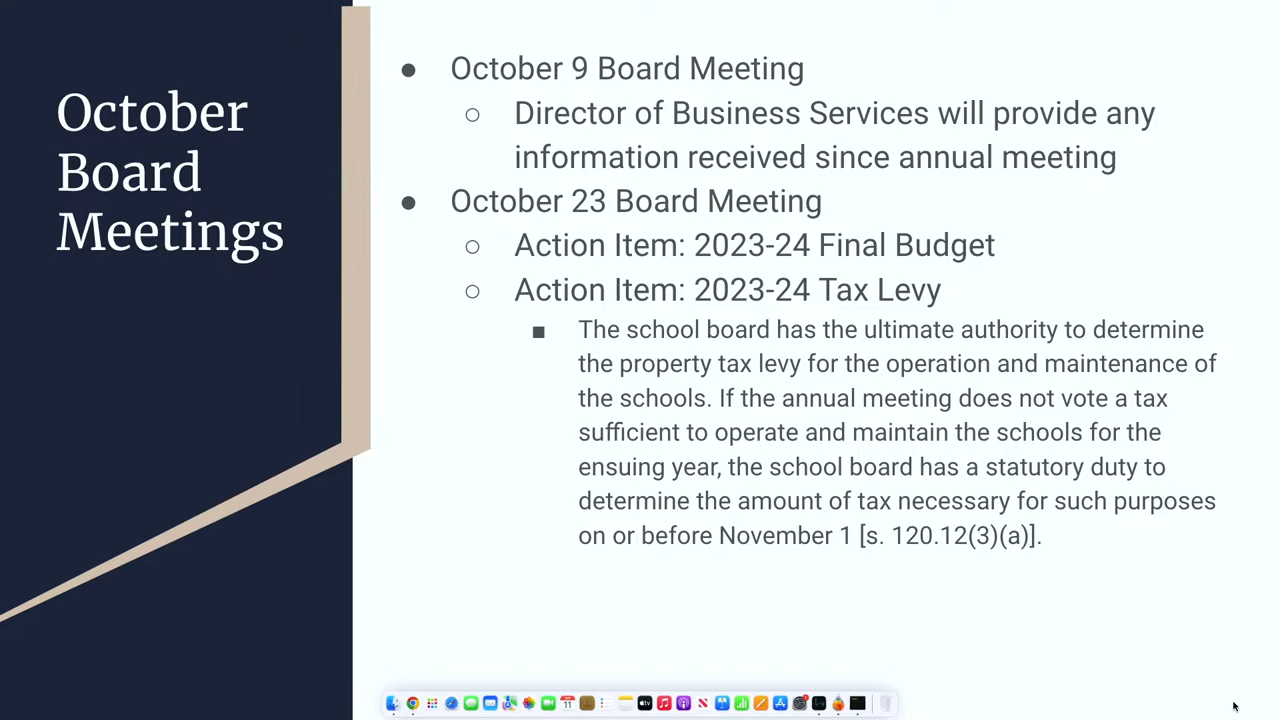 October
Board
Meetings
● October 9 Board Meeting
○ Director of Business Services will provide any
information received since annual meeting
● October 23 Board Meeting
○ Action Item: 2023-24 Final Budget
○ Action Item: 2023-24 Tax Levy
■ The school board has the ultimate authority to determine
the property tax levy for the operation and maintenance of
the schools. If the annual meeting does not vote a tax
sufficient to operate and maintain the schools for the
ensuing year, the school board has a statutory duty to
determine the amount of tax necessary for such purposes
on or before November 1 [s. 120.12(3)(a)].
11